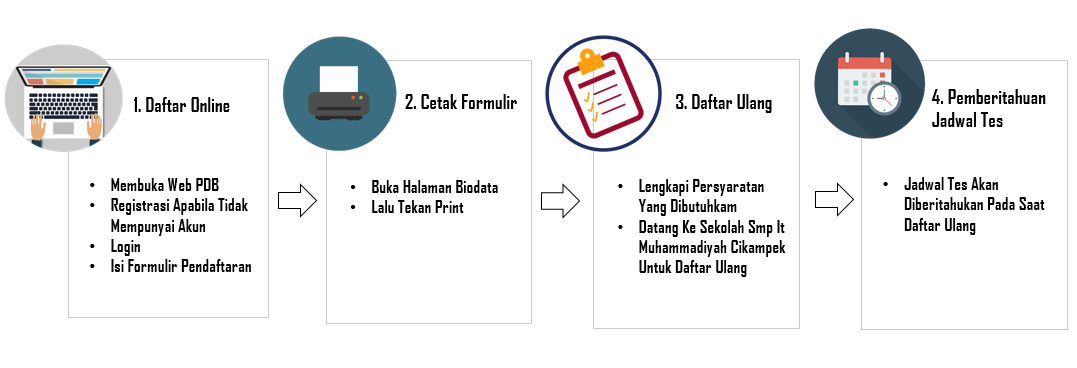 1. Daftar Online
• Membuka Web PDB
• Registrasi Apabila Tidak
Mempunyai Akun
• Login
• Isi Formulir Pendaftaran
2. Cetak Formulir
• Buka Halaman Biodata
• Lalu Tekan Print
3. Daftar Ulang
• Lengkapi Persyaratan
Yang Dibutuhkam
• Datang Ke Sekolah Smp It
Muhammadiyah Cikampek
Untuk Daftar Ulang
4. Pemberitahuan
Jadwal Tes
• Jadwal Tes Akan
Diberitahukan Pada Saat
Daftar Ulang